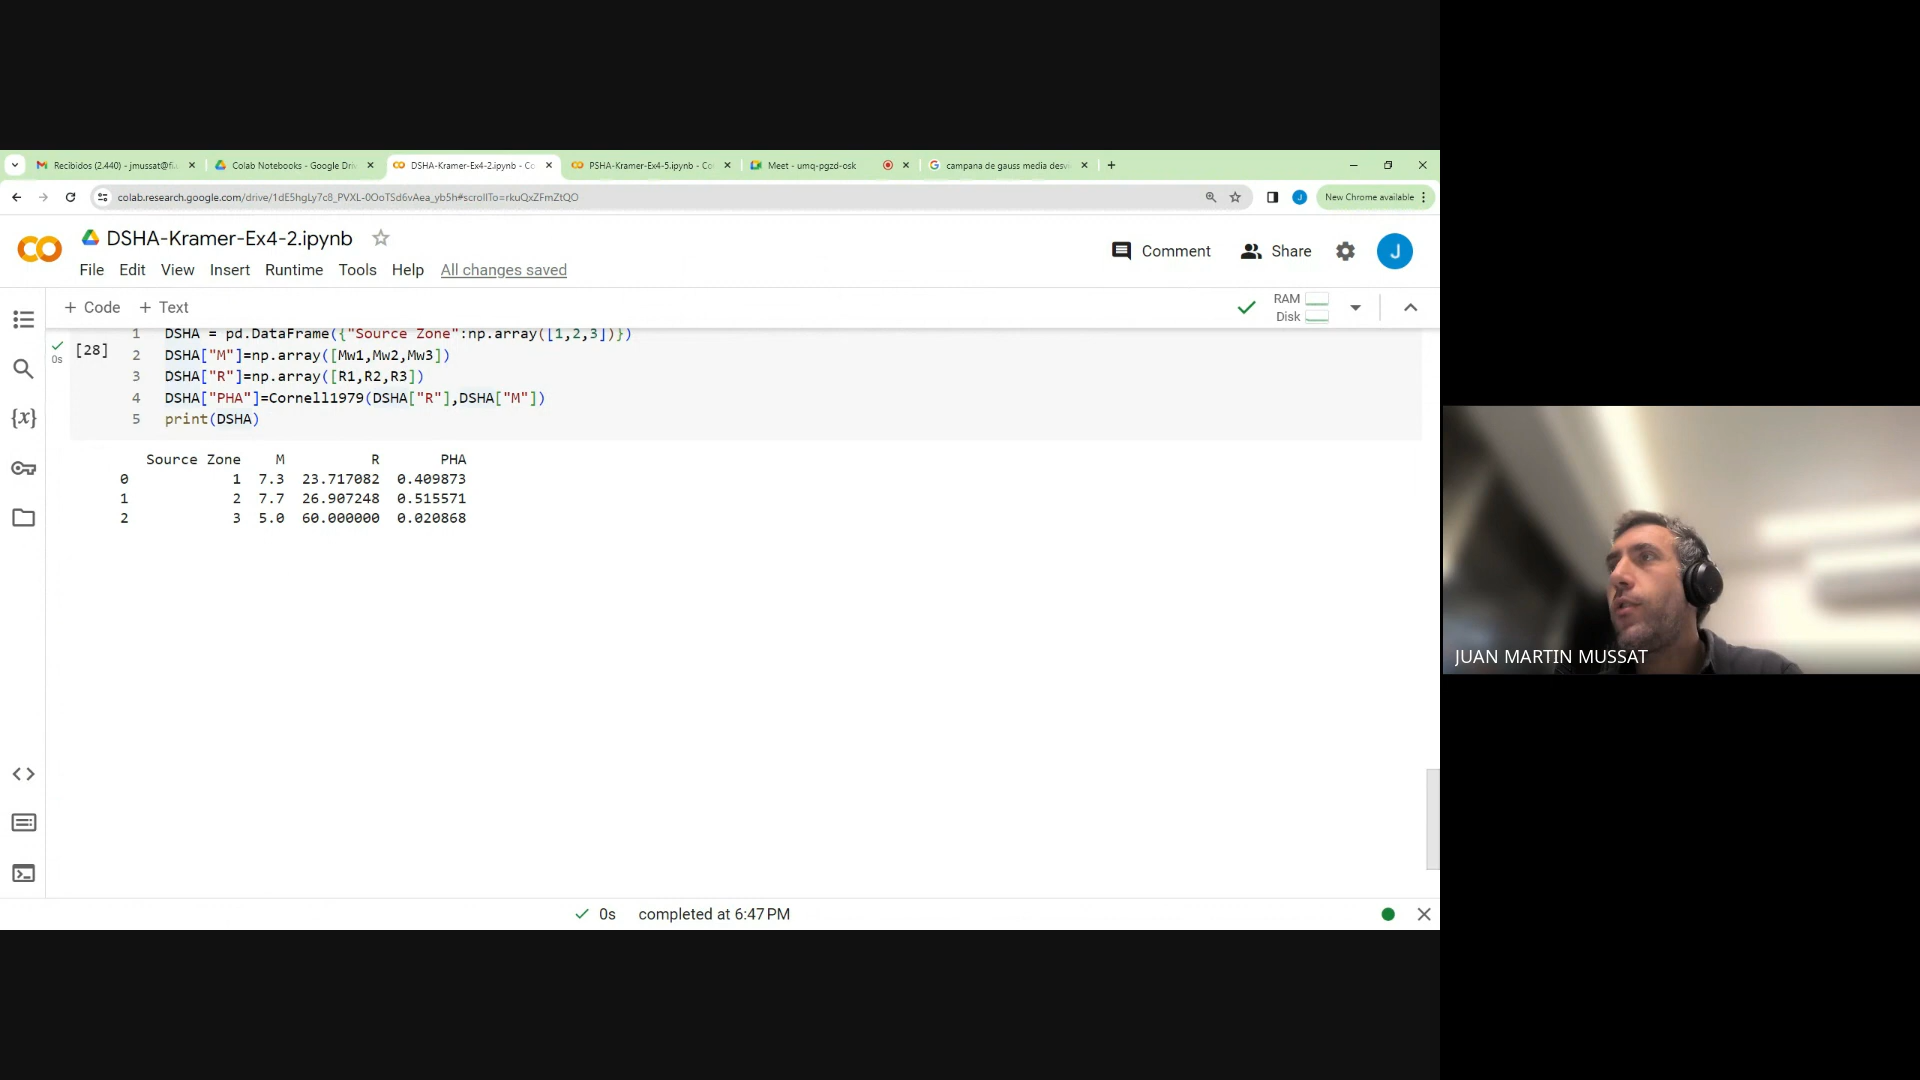 Recibidos (2.440) - jmussat@fi.u
Colab Notebooks - Google Dri
DSHA-Kramer-Ex4-2.ipynb - Co
PSHA-Kramer-Ex4-5.ipynb - Co
Meet - umq-pgzd-osk
campana de gauss media desvi
colab.research.google.com/drive/1dE5hgLy7c8_PVXL-0OoTSd6vAea_yb5h#scrollTo=rkuQxZFmZtQO
New Chrome available
DSHA-Kramer-Ex4-2.ipynb
Comment
Share
J
File Edit View Insert Runtime Tools Help All changes saved
+ Code + Text
RAM
Disk
0s
[28]
1 DSHA = pd.DataFrame({"Source Zone":np.array([1,2,3])})
2 DSHA["M"]=np.array([Mw1,Mw2,Mw3])
3 DSHA["R"]=np.array([R1,R2,R3])
4 DSHA["PHA"]=Cornell1979(DSHA["R"],DSHA["M"])
5 print(DSHA)
Source Zone M R PHA
0 1 7.3 23.717082 0.409873
1 2 7.7 26.907248 0.515571
2 3 5.0 60.000000 0.020868
{x}
0s completed at 6:47 PM
JUAN MARTIN MUSSAT